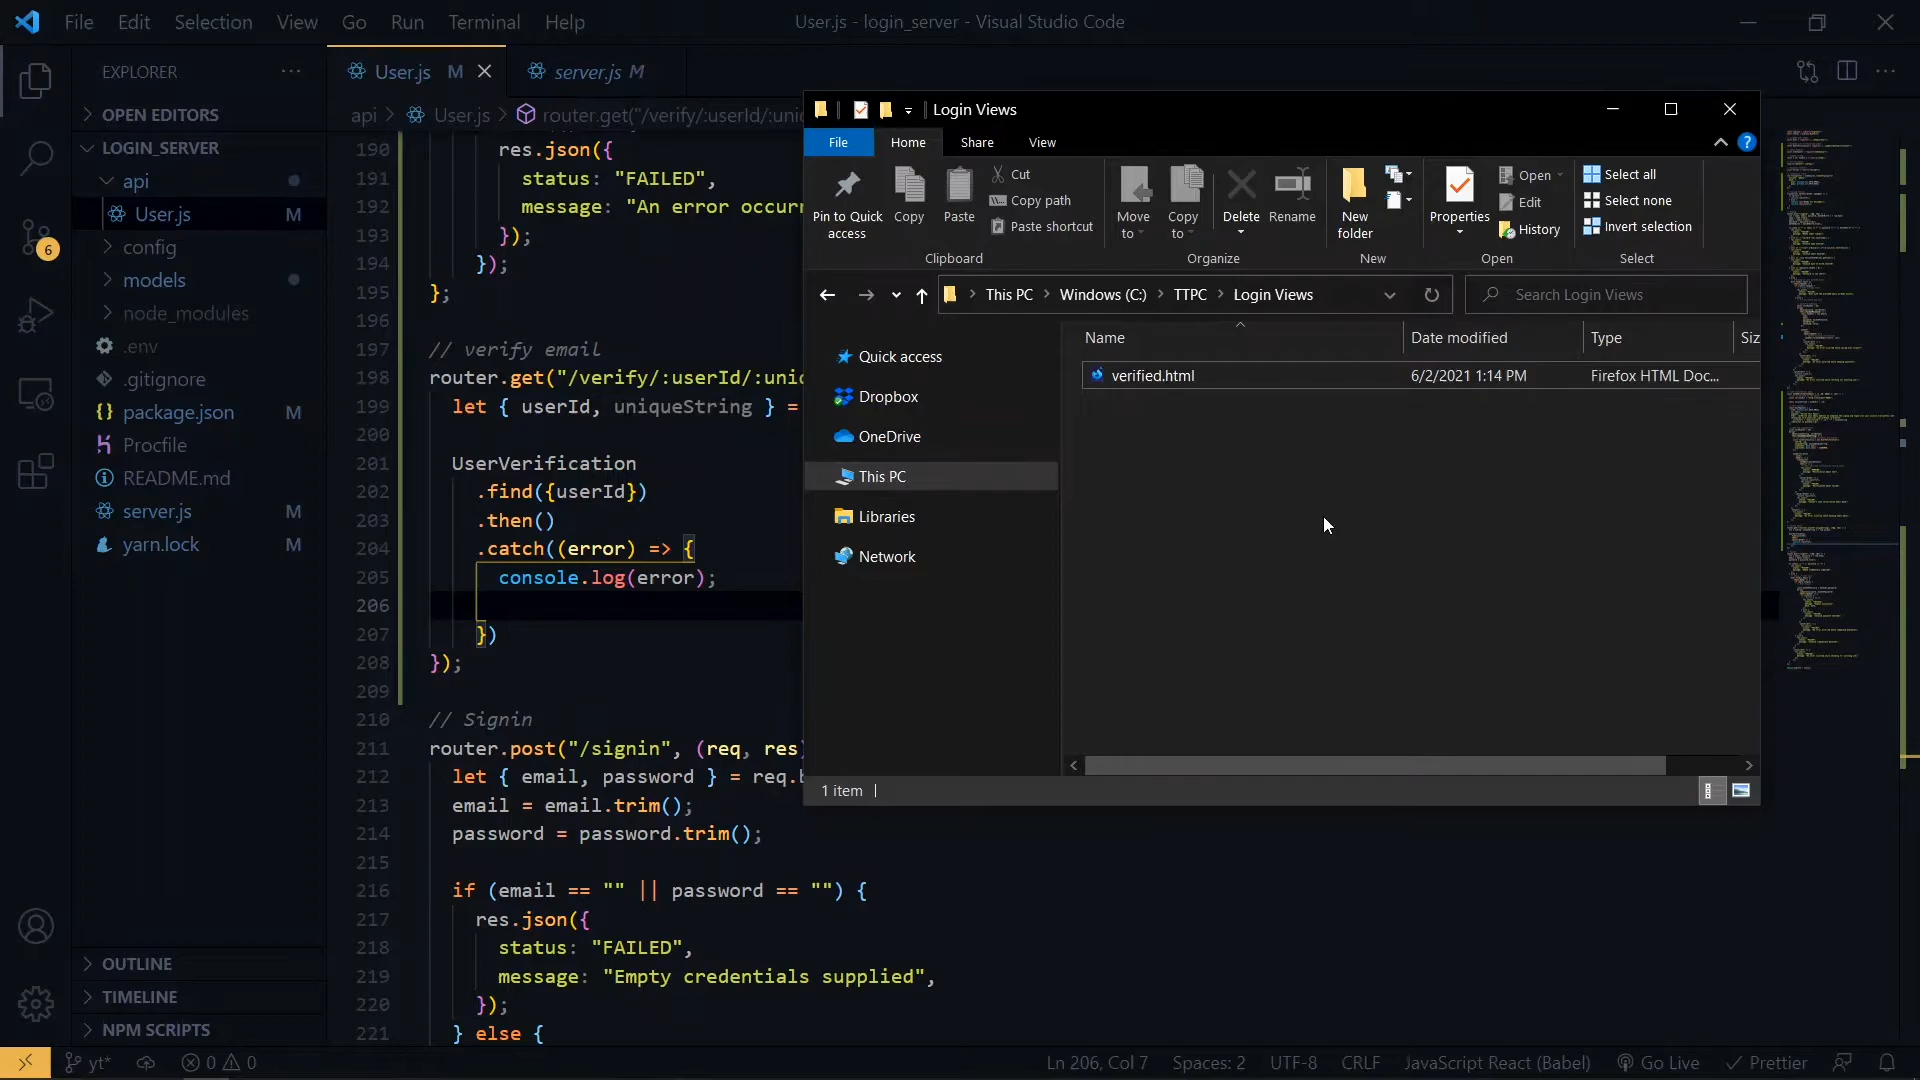 File Edit Selection View Go Run Terminal Help
User.js - login_server - Visual Studio Code
EXPLORER
OPEN EDITORS
LOGIN_SERVER
api
User.js M
config
models
node_modules
.env
.gitignore
package.json M
Procfile
README.md
server.js M
yarn.lock M
OUTLINE
TIMELINE
NPM SCRIPTS
6
User.js M
server.js M
api > User.js > router.get("/verify/:userId/:uni
190 res.json({
191 status: "FAILED",
192 message: "An error occurr
193 });
194 });
195 };
196
197 // verify email
198 router.get("/verify/:userId/:unic
199 let { userId, uniqueString } =
200
201 UserVerification
202 .find({userId})
203 .then()
204 .catch((error) => {
205 console.log(error);
206
207 })
208 });
209
210 // Signin
211 router.post("/signin", (req, res)
212 let { email, password } = req.b
213 email = email.trim();
214 password = password.trim();
215
216 if (email == "" || password == "") {
217 res.json({
218 status: "FAILED",
219 message: "Empty credentials supplied",
220 });
221 } else {
Login Views
File Home Share View
Pin to Quick access
Copy
Paste
Cut
Copy path
Paste shortcut
Clipboard
Move to
Copy to
Delete
Rename
Organize
New folder
New
Properties
Open
Edit
History
Open
Select all
Select none
Invert selection
Select
This PC > Windows (C:) > TTPC > Login Views
Search Login Views
Quick access
Dropbox
OneDrive
This PC
Libraries
Network
Name Date modified Type Siz
verified.html 6/2/2021 1:14 PM Firefox HTML Doc...
1 item
yt* 0 0
Ln 206, Col 7 Spaces: 2 UTF-8 CRLF JavaScript React (Babel) Go Live Prettier